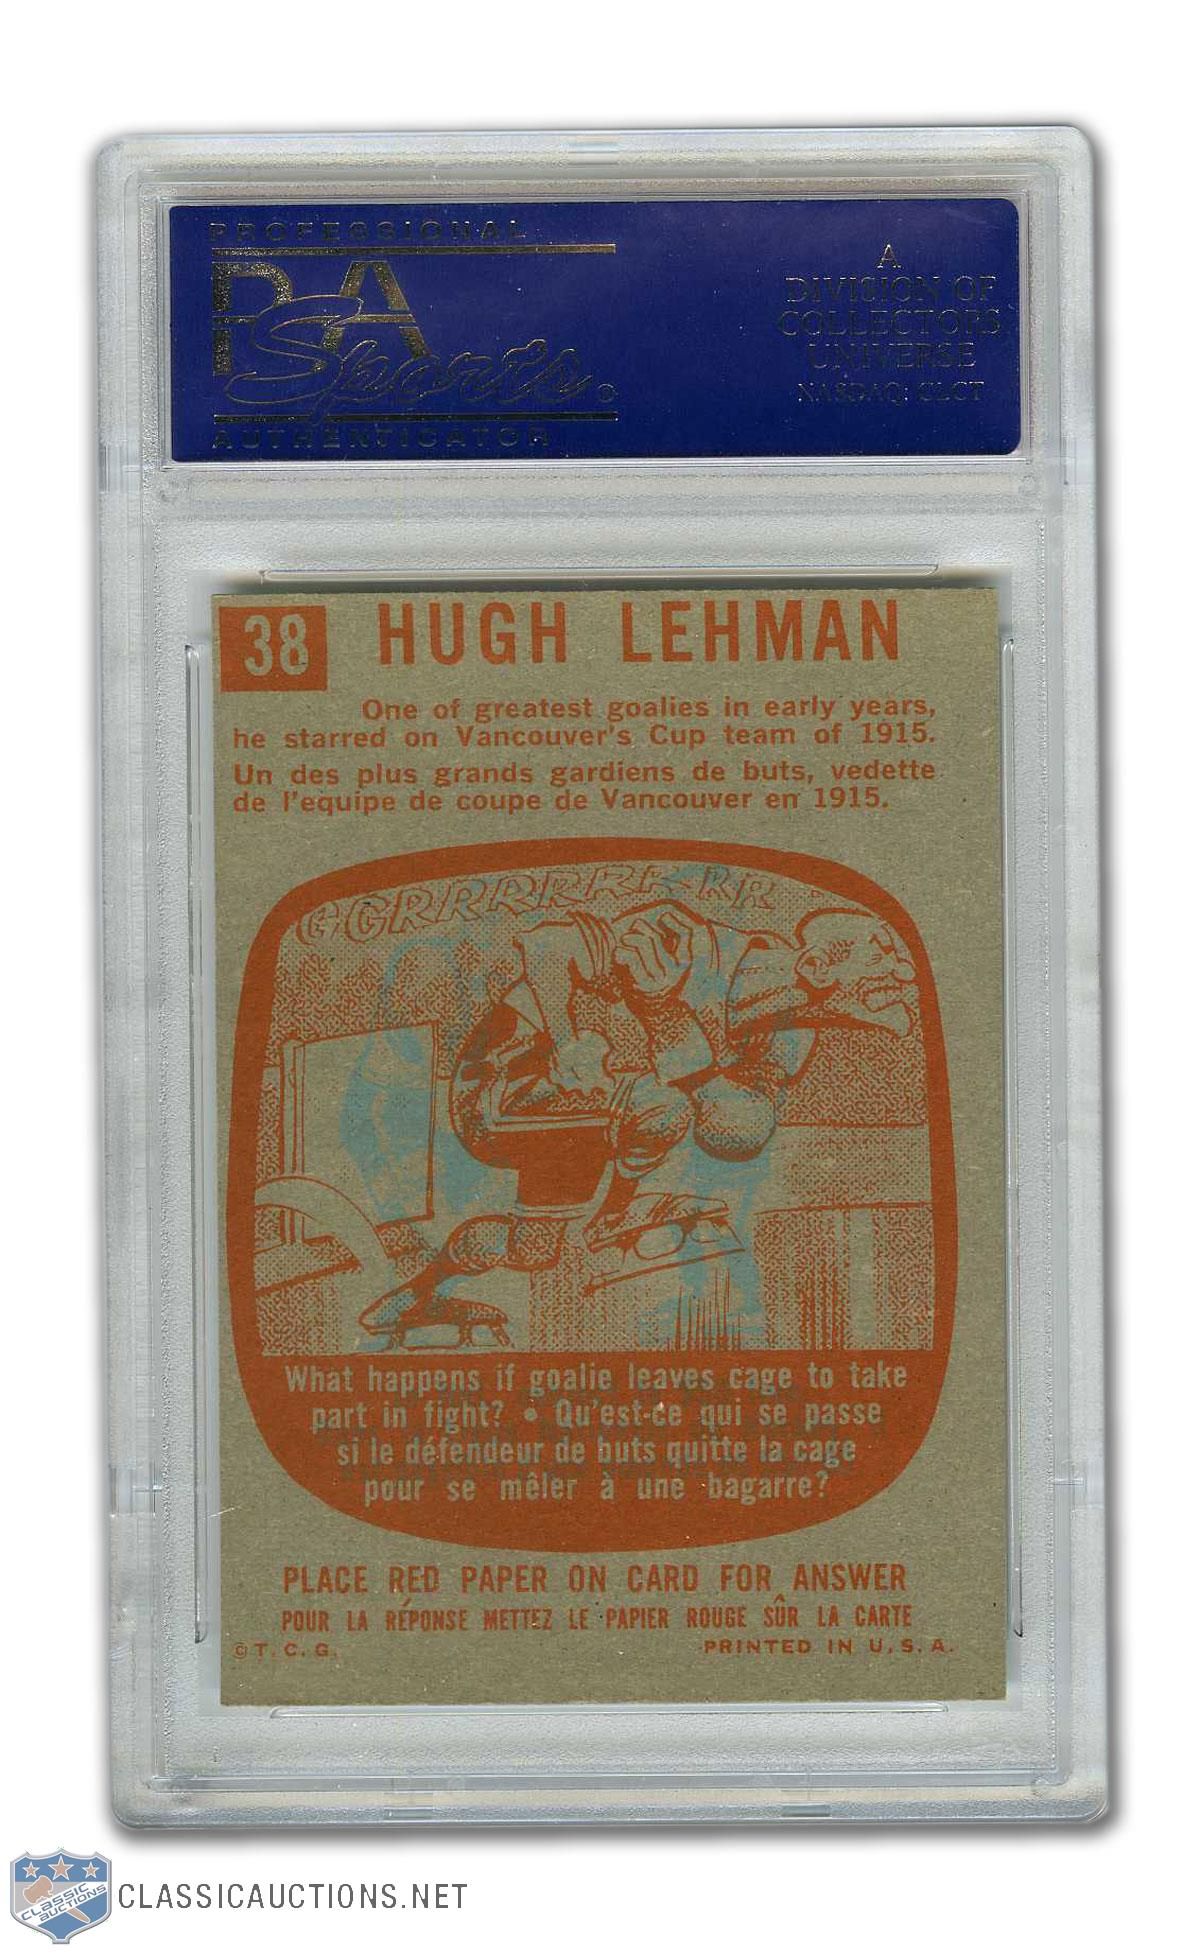 PROFESSIONAL
PSA
Sports
AUTHENTICATOR
A
DIVISION OF
COLLECTORS
UNIVERSE
NASDAQ: CLCT
38 HUGH LEHMAN
One of greatest goalies in early years,
he starred on Vancouver's Cup team of 1915.
Un des plus grands gardiens de buts, vedette
de l'equipe de coupe de Vancouver en 1915.
GGRRRRRRR RR
What happens if goalie leaves cage to take
part in fight? • Qu'est-ce qui se passe
si le défendeur de buts quitte la cage
pour se mêler à une bagarre?
PLACE RED PAPER ON CARD FOR ANSWER
POUR LA RÉPONSE METTEZ LE PAPIER ROUGE SÛR LA CARTE
© T. C. G. PRINTED IN U. S. A.
CLASSIC
AUCTIONS
CLASSICAUCTIONS.NET